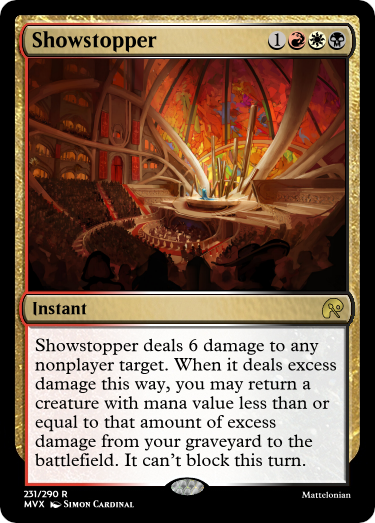 Showstopper 1
Instant
Showstopper deals 6 damage to any
nonplayer target. When it deals excess
damage this way, you may return a
creature with mana value less than or
equal to that amount of excess
damage from your graveyard to the
battlefield. It can't block this turn.
231/290 R
MVX SIMON CARDINAL
Mattelonian